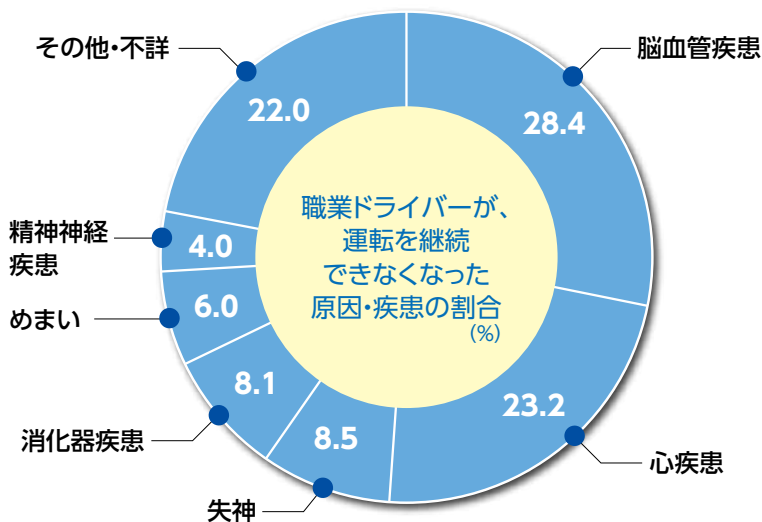 職業ドライバーが、
運転を継続
できなくなった
原因・疾患の割合
(%)
脳血管疾患
28.4
心疾患
23.2
失神
8.5
消化器疾患
8.1
めまい
6.0
精神神経
疾患
4.0
その他・不詳
22.0